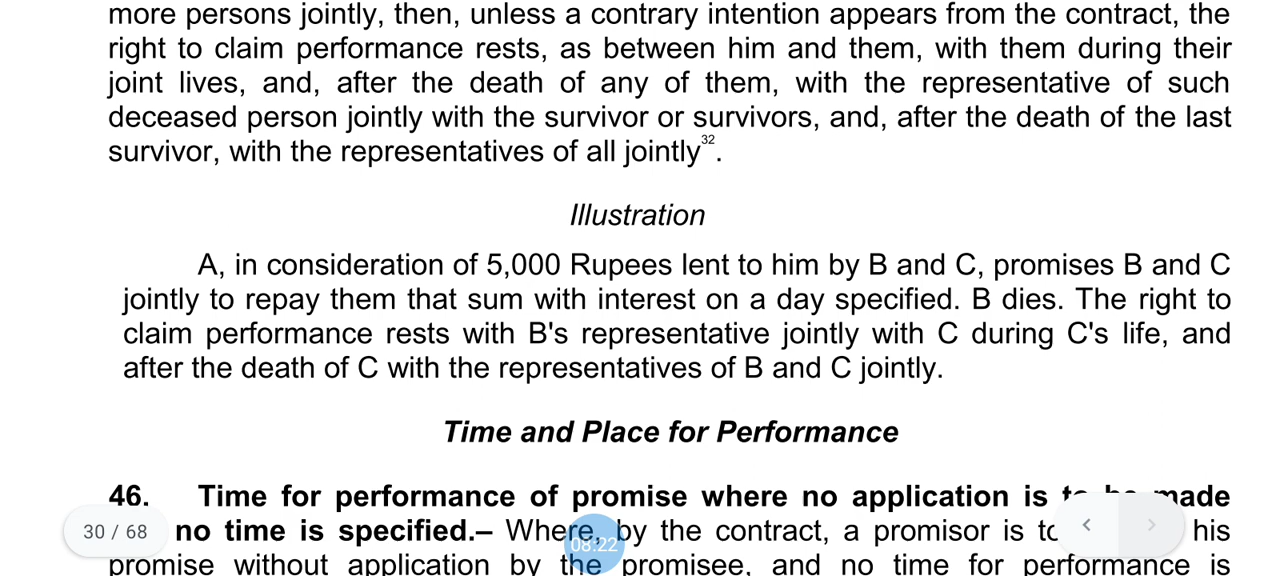 more persons jointly, then, unless a contrary intention appears from the contract, the
right to claim performance rests, as between him and them, with them during their
joint lives, and, after the death of any of them, with the representative of such
deceased person jointly with the survivor or survivors, and, after the death of the last
survivor, with the representatives of all jointly32.
Illustration
A, in consideration of 5,000 Rupees lent to him by B and C, promises B and C
jointly to repay them that sum with interest on a day specified. B dies. The right to
claim performance rests with B's representative jointly with C during C's life, and
after the death of C with the representatives of B and C jointly.
Time and Place for Performance
46. Time for performance of promise where no application is to be made
no time is specified.– Where, by the contract, a promisor is to his
promise without application by the promisee, and no time for performance is
30 / 68
08:22